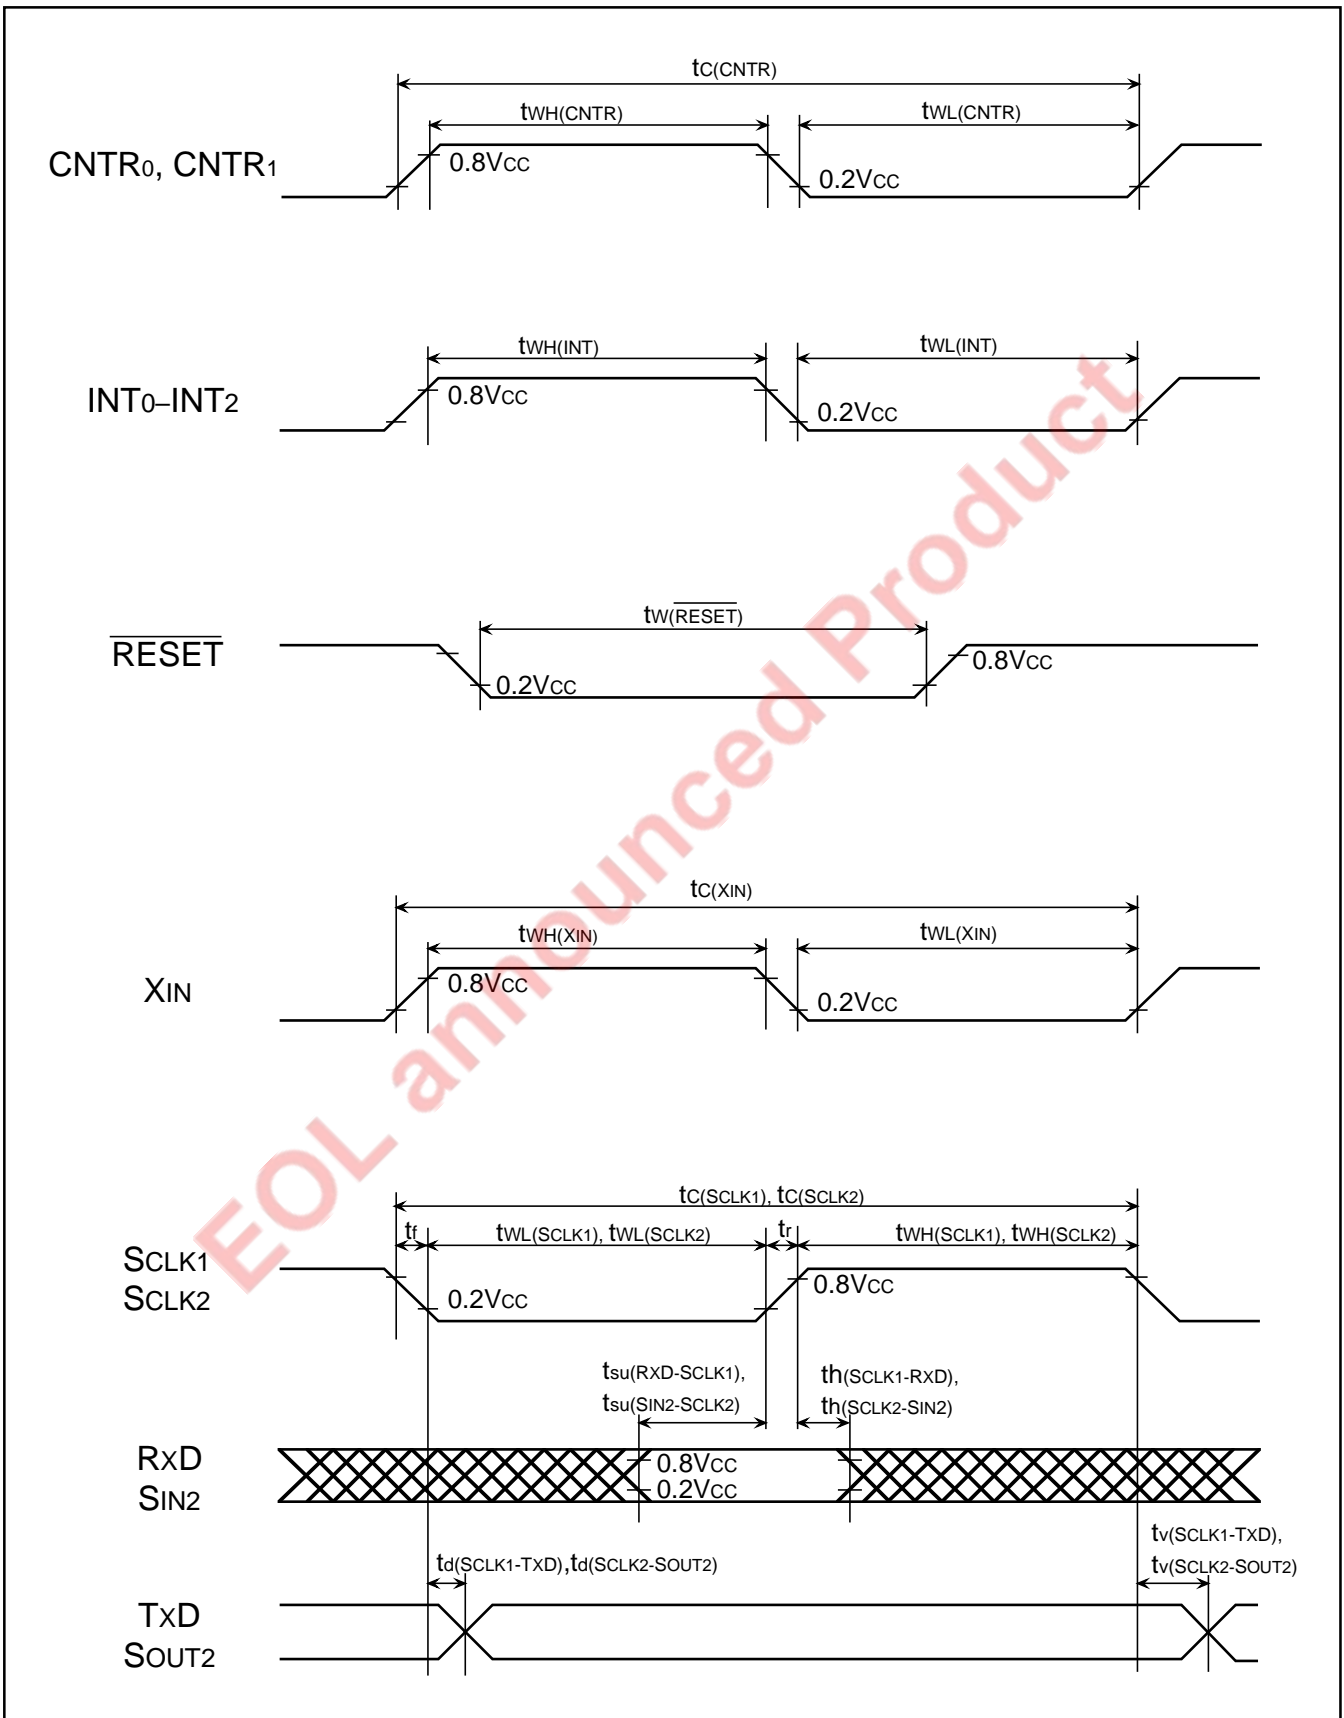 tC(CNTR)
tWH(CNTR)
tWL(CNTR)
CNTR0, CNTR1
0.8VCC
0.2VCC
tWH(INT)
tWL(INT)
INT0–INT2
0.8VCC
0.2VCC
tW(RESET)
RESET
0.8VCC
0.2VCC
tC(XIN)
tWH(XIN)
tWL(XIN)
XIN
0.8VCC
0.2VCC
tC(SCLK1), tC(SCLK2)
tf
tWL(SCLK1), tWL(SCLK2)
tr
tWH(SCLK1), tWH(SCLK2)
SCLK1
SCLK2
0.2VCC
0.8VCC
tsu(RXD-SCLK1),
tsu(SIN2-SCLK2)
th(SCLK1-RXD),
th(SCLK2-SIN2)
RXD
SIN2
0.8VCC
0.2VCC
td(SCLK1-TXD),td(SCLK2-SOUT2)
tv(SCLK1-TXD),
tv(SCLK2-SOUT2)
TXD
SOUT2
EOL announced Product